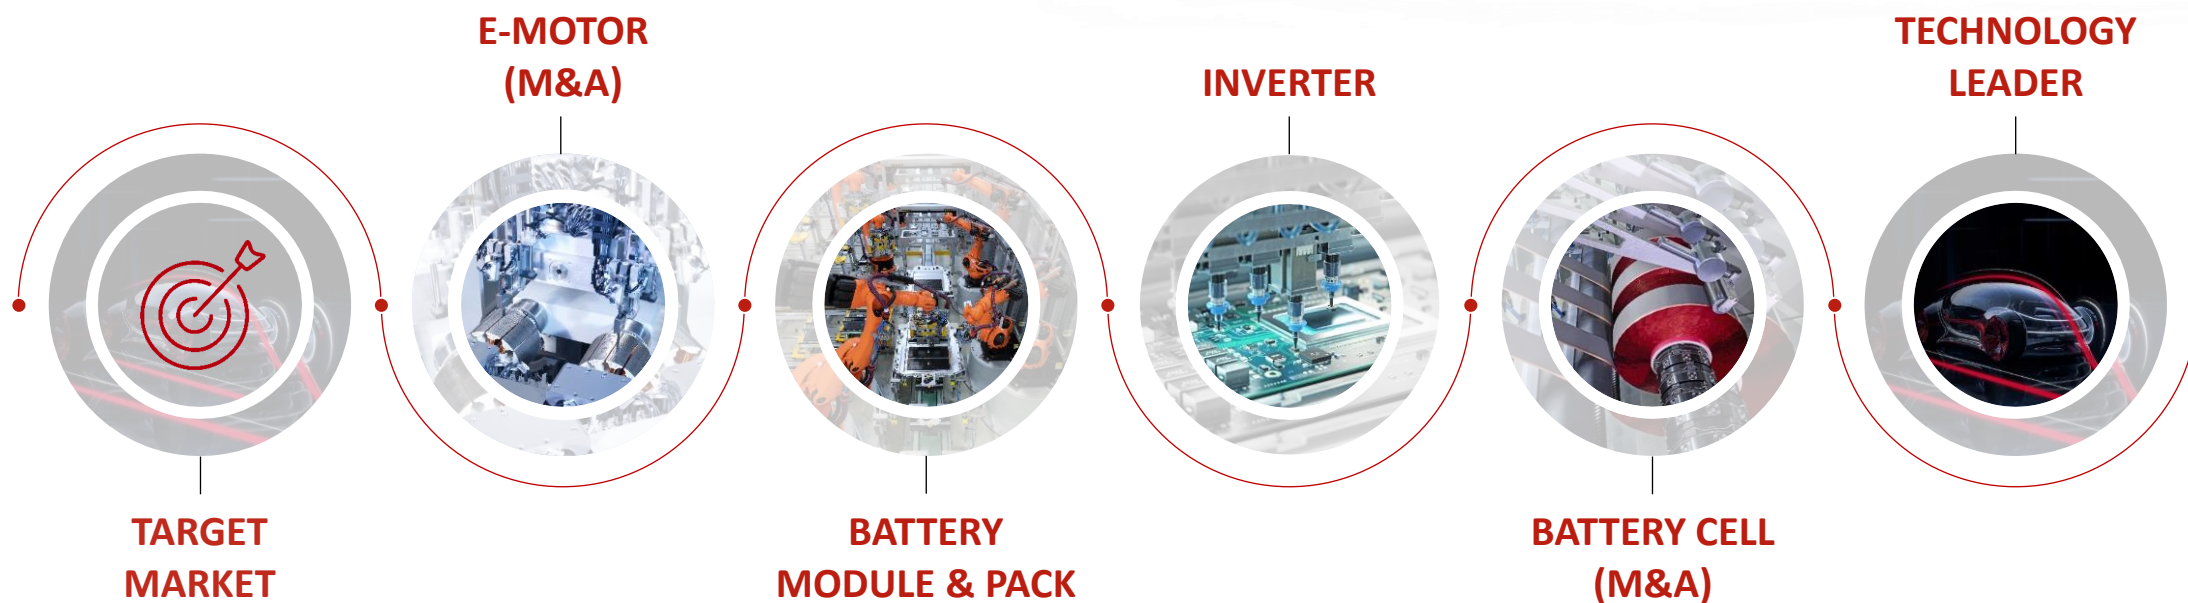 TARGET
MARKET
E-MOTOR
(M&A)
BATTERY
MODULE & PACK
INVERTER
BATTERY CELL
(M&A)
TECHNOLOGY
LEADER